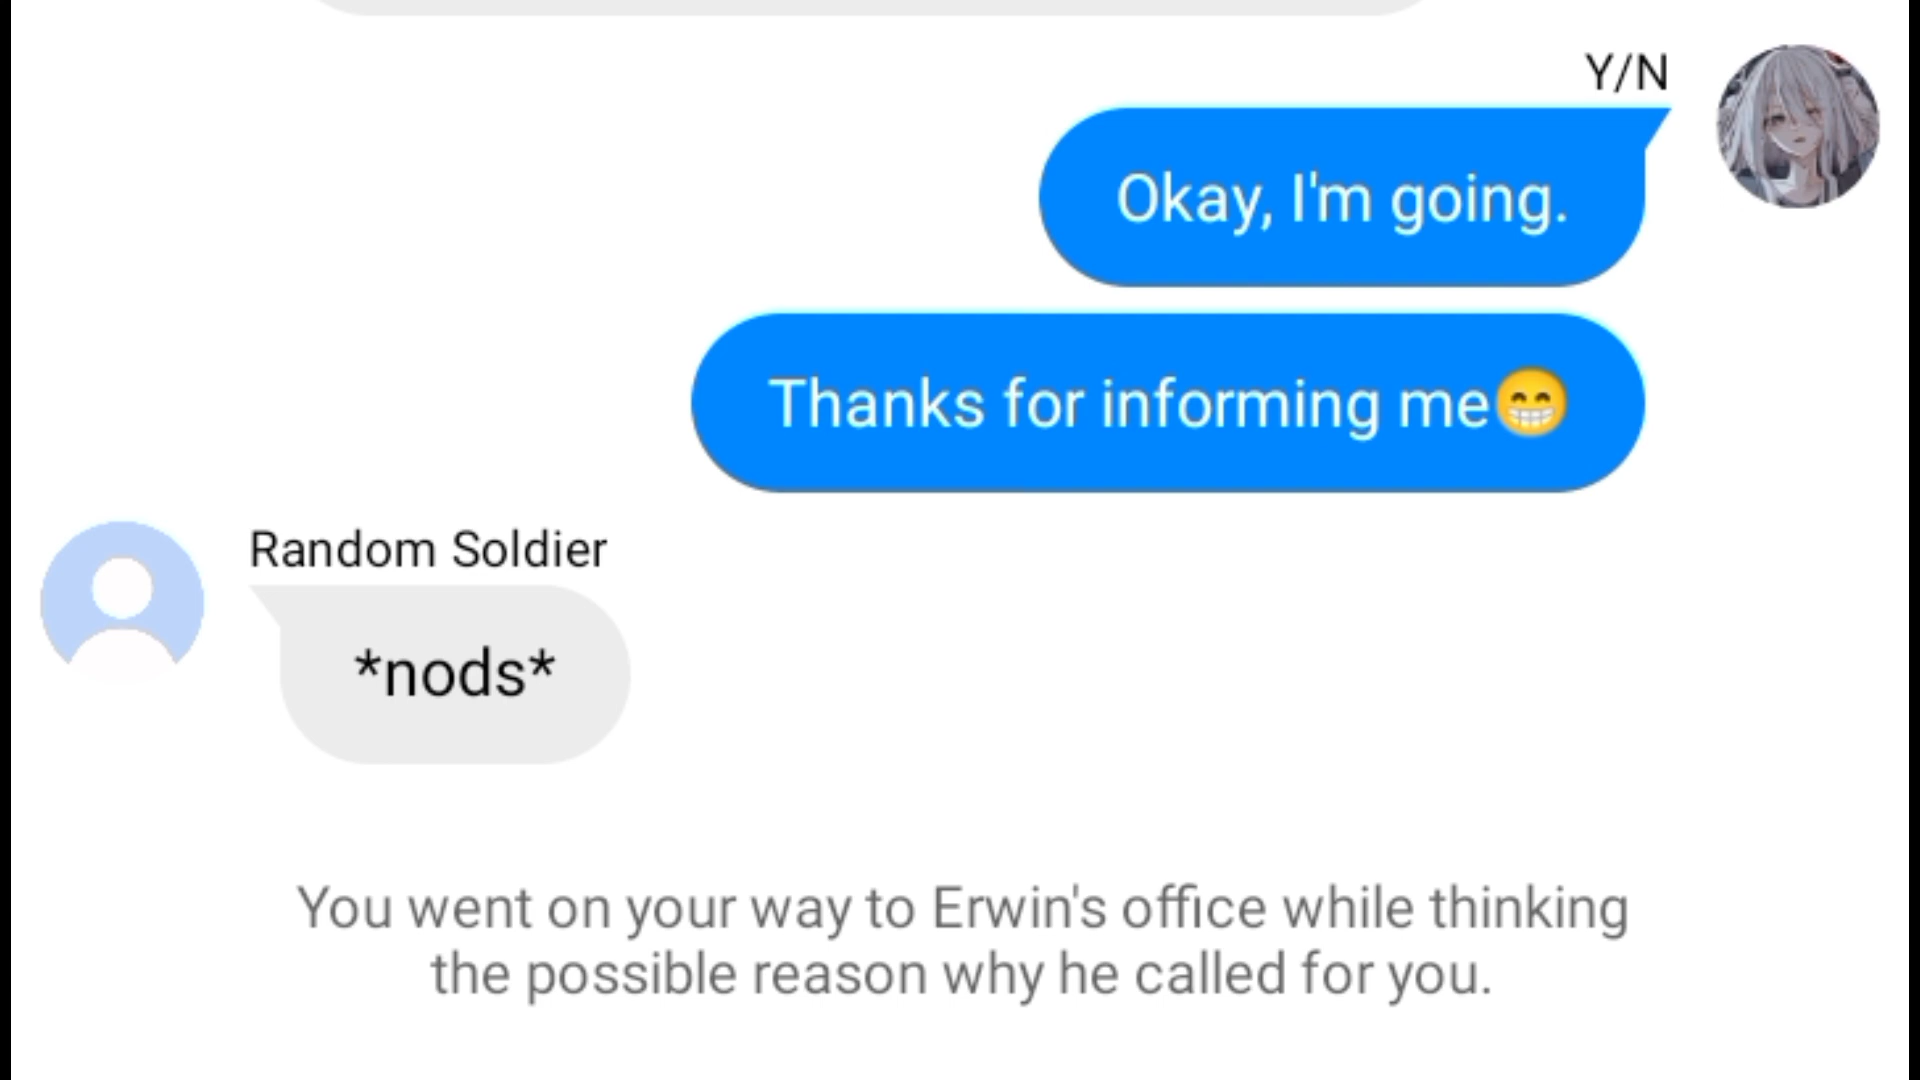 Y/N
Okay, I'm going.
Thanks for informing me😁
Random Soldier
*nods*
You went on your way to Erwin's office while thinking
the possible reason why he called for you.